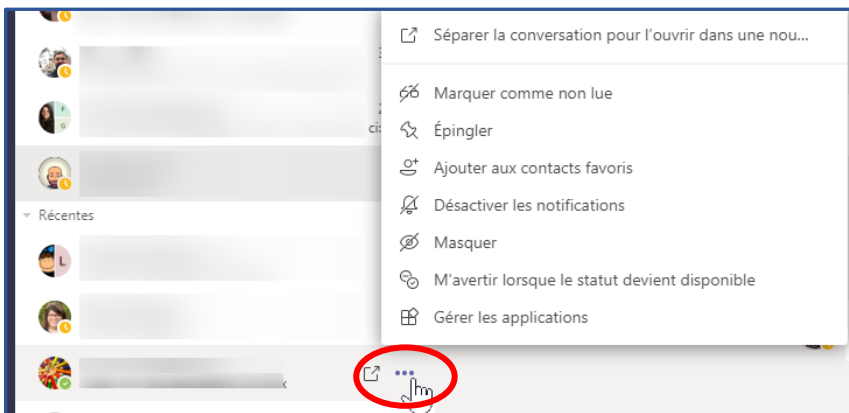 Séparer la conversation pour l'ouvrir dans une nou...
Marquer comme non lue
Épingler
Ajouter aux contacts favoris
Désactiver les notifications
Récentes
Masquer
L
M'avertir lorsque le statut devient disponible
Gérer les applications